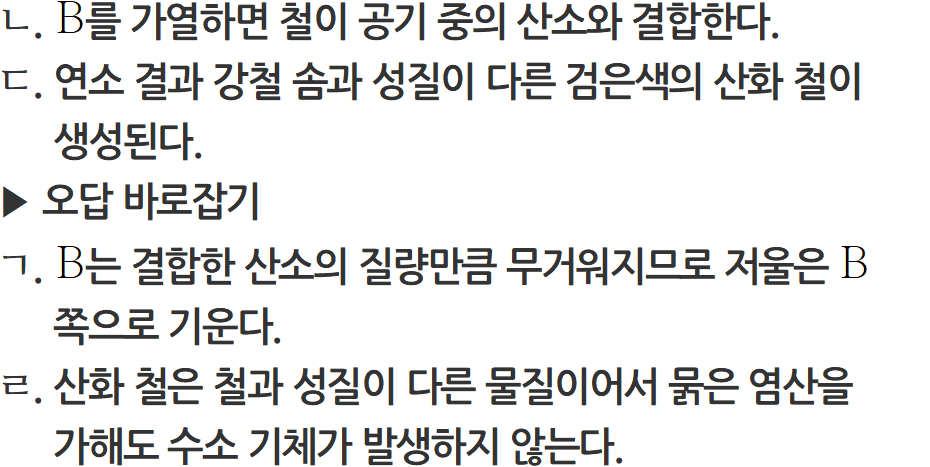 ㄴ. B를 가열하면 철이 공기 중의 산소와 결합한다.
ㄷ. 연소 결과 강철 솜과 성질이 다른 검은색의 산화 철이
생성된다.
▶ 오답 바로잡기
ㄱ. B는 결합한 산소의 질량만큼 무거워지므로 저울은 B
쪽으로 기운다.
ㄹ. 산화 철은 철과 성질이 다른 물질이어서 묽은 염산을
가해도 수소 기체가 발생하지 않는다.